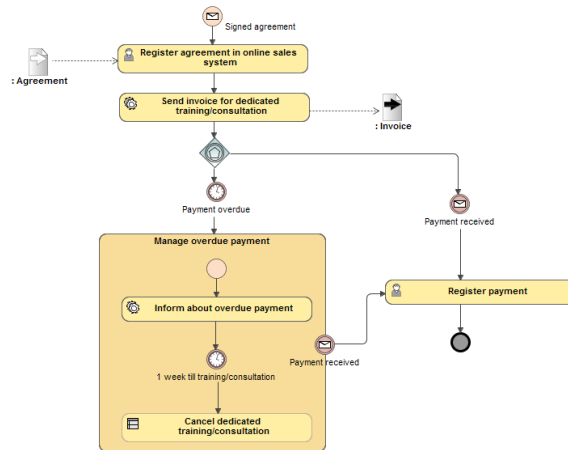 Signed agreement
Register agreement in online sales
system
: Agreement
Send invoice for dedicated
training/consultation
: Invoice
Payment overdue
Payment received
Manage overdue payment
Register payment
Inform about overdue payment
Payment received
1 week till training/consultation
Cancel dedicated
training/consultation